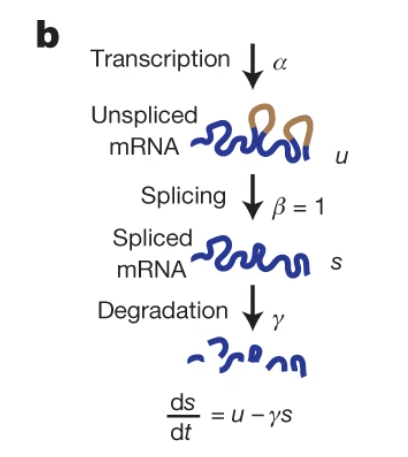 b
Transcription α
Unspliced
mRNA
u
Splicing β = 1
Spliced
mRNA s
Degradation γ
ds
dt
= u – γs